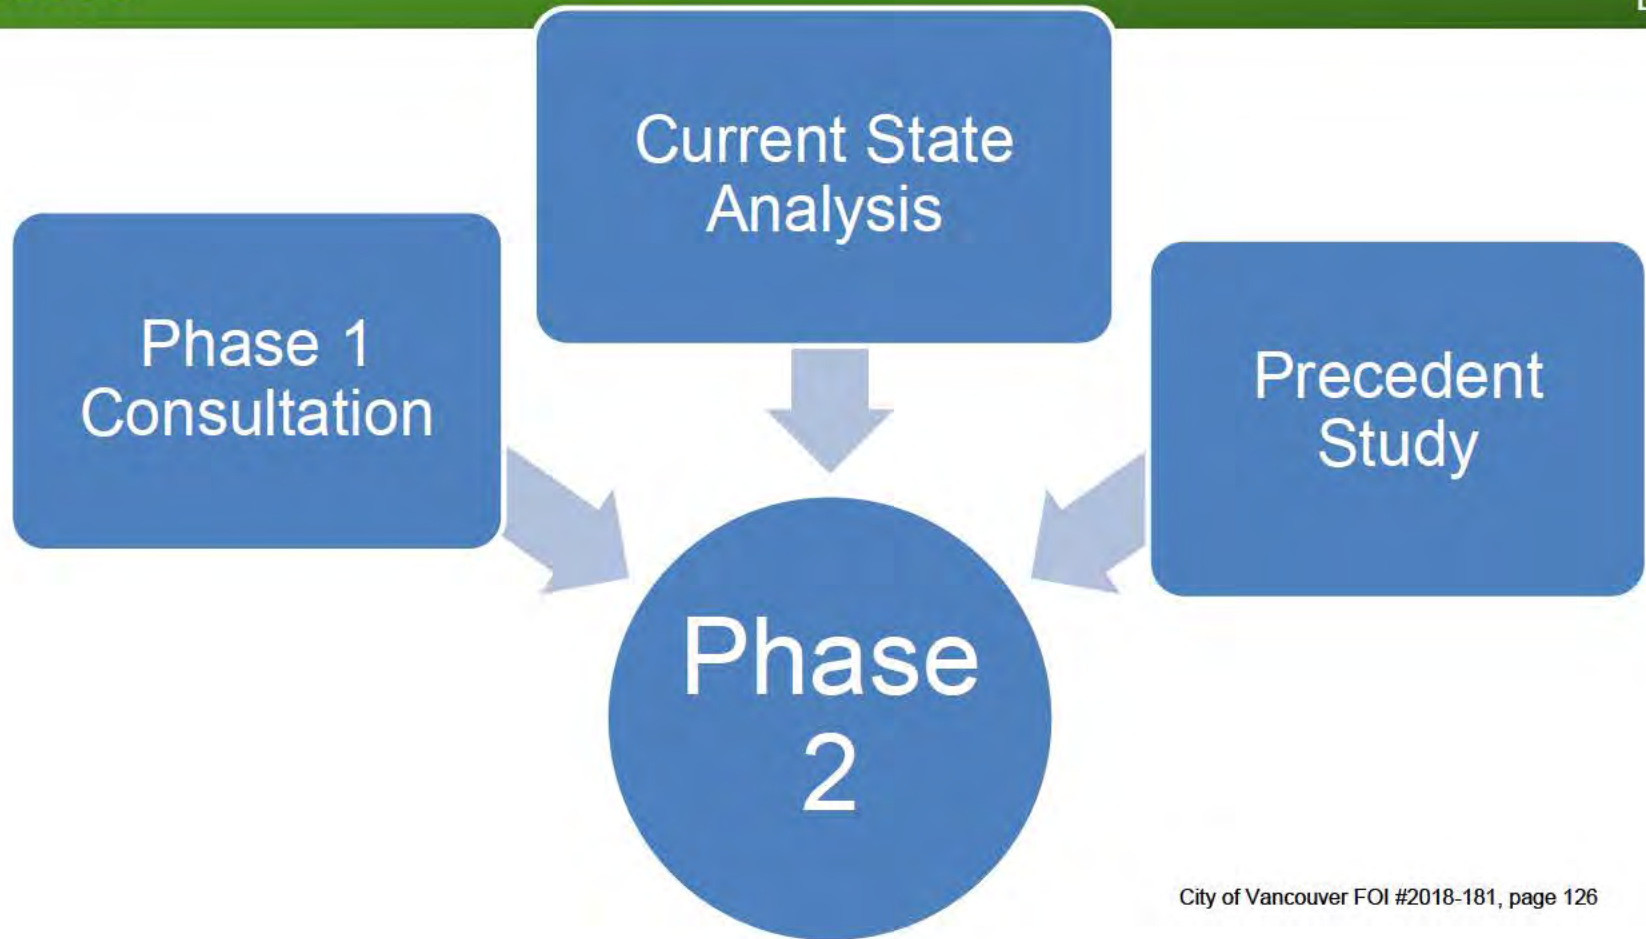 Current State
Analysis
Phase 1
Consultation
Precedent
Study
Phase
2
City of Vancouver FOI #2018-181, page 126